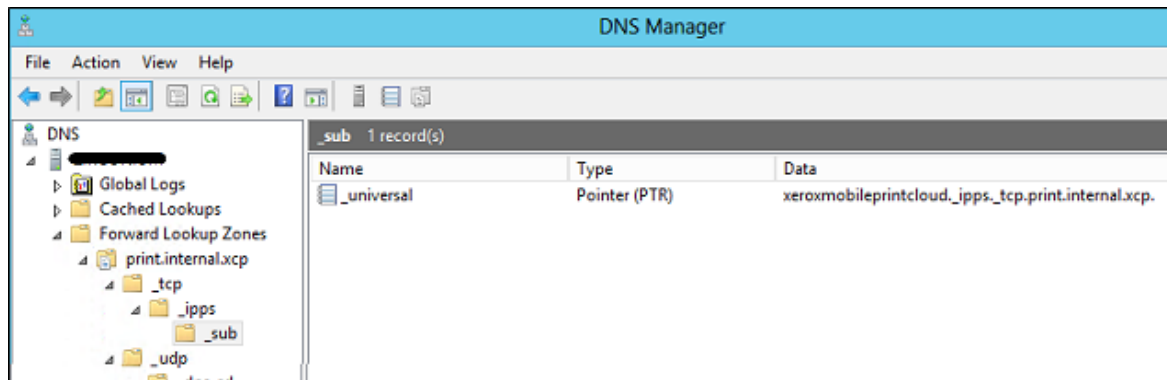 DNS Manager
File Action View Help
DNS
Global Logs
Cached Lookups
Forward Lookup Zones
print.internal.xcp
_tcp
_ipps
_sub
_udp
_sub 1 record(s)
Name Type Data
_universal Pointer (PTR) xeroxmobileprintcloud._ipps._tcp.print.internal.xcp.